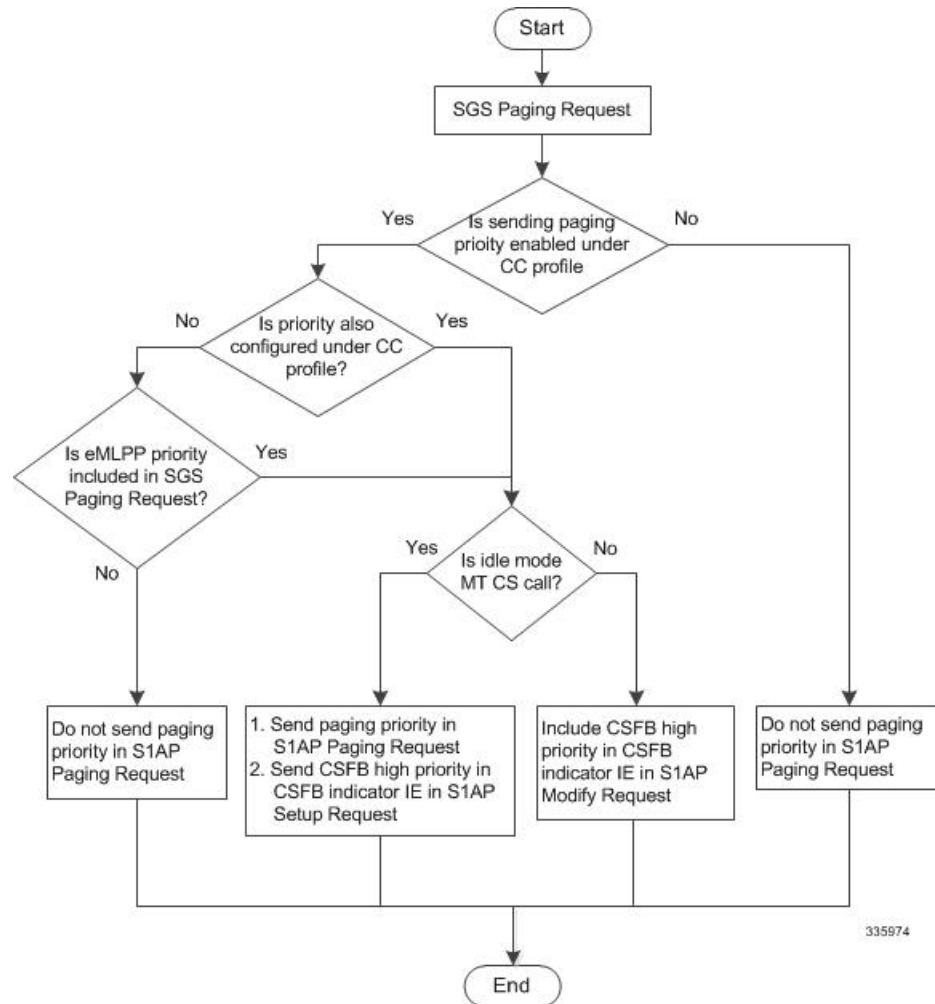 Start
SGS Paging Request
Yes
Is sending paging
prioity enabled under
CC profile
No
No
Is priority also
configured under CC
profile?
Yes
Is eMLPP priority
included in SGS
Paging Request?
Yes
No
Yes
Is idle mode
MT CS call?
No
Do not send paging
priority in S1AP
Paging Request
1. Send paging priority in
S1AP Paging Request
2. Send CSFB high priority in
CSFB indicator IE in S1AP
Setup Request
Include CSFB high
priority in CSFB
indicator IE in S1AP
Modify Request
Do not send paging
priority in S1AP
Paging Request
335974
End